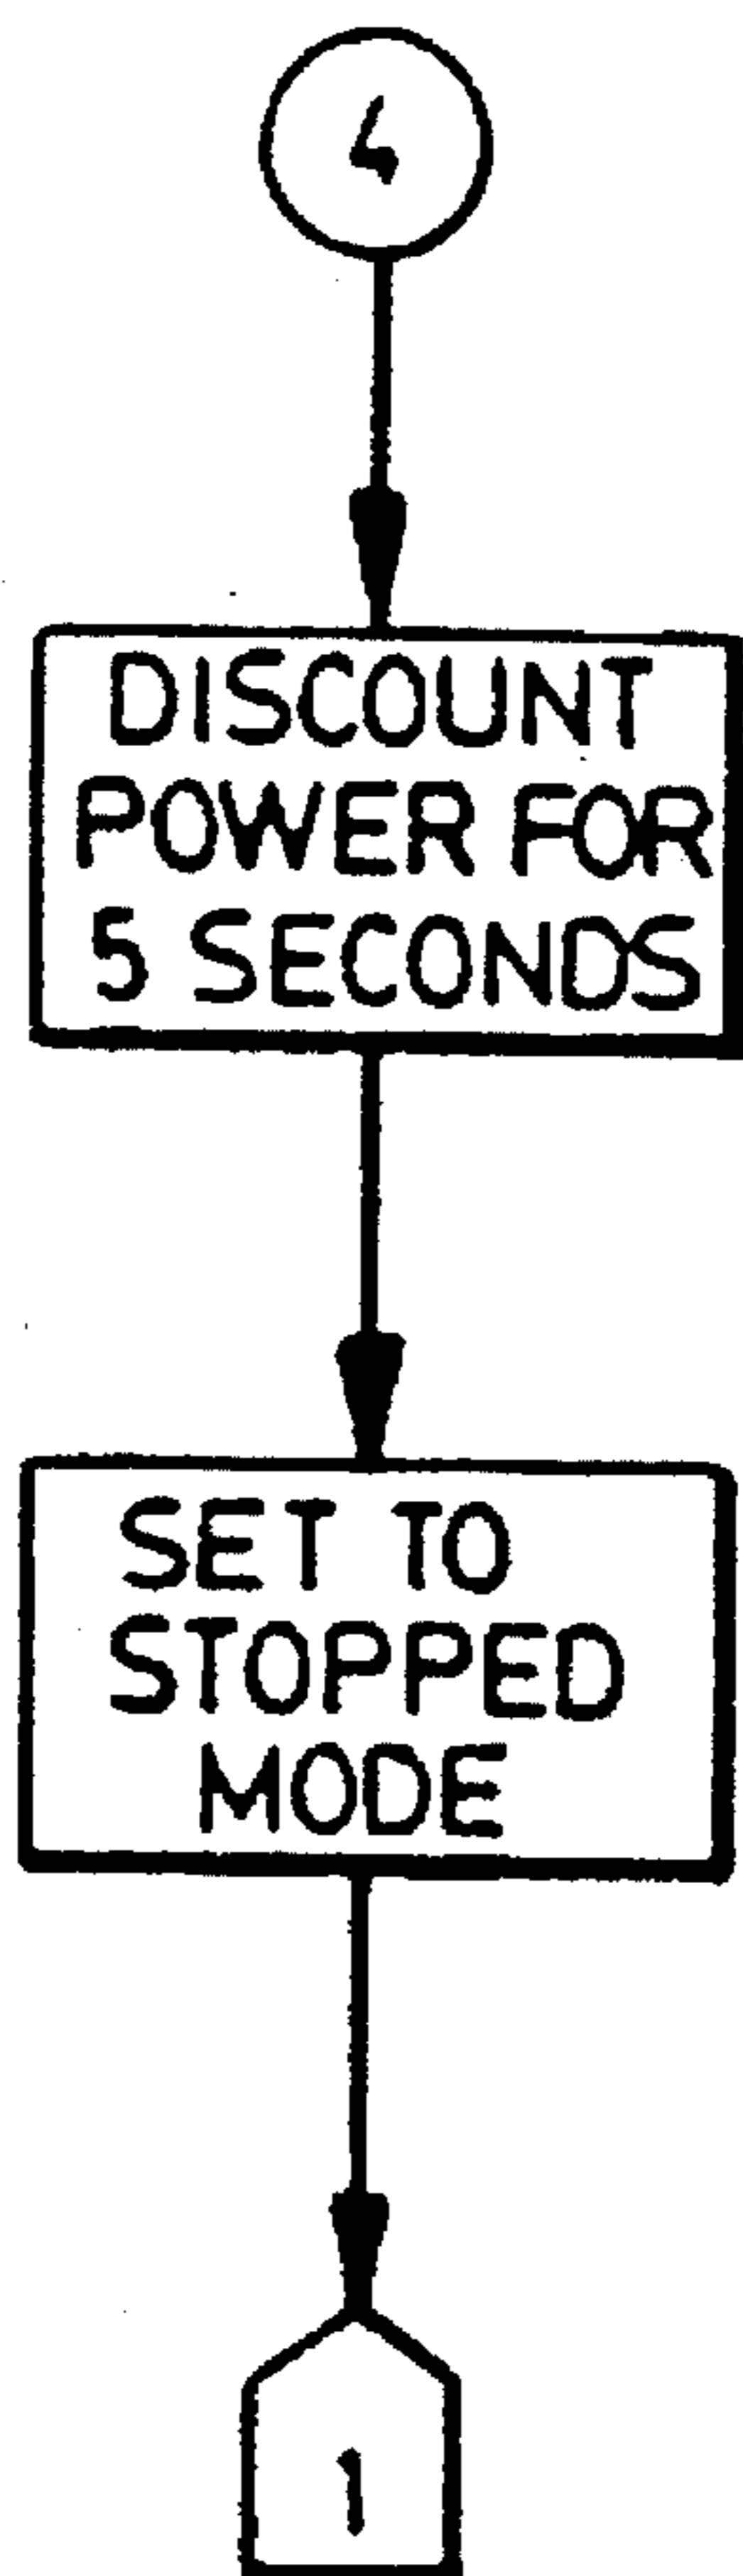 4
DISCOUNT
POWER FOR
5 SECONDS
SET TO
STOPPED
MODE
1